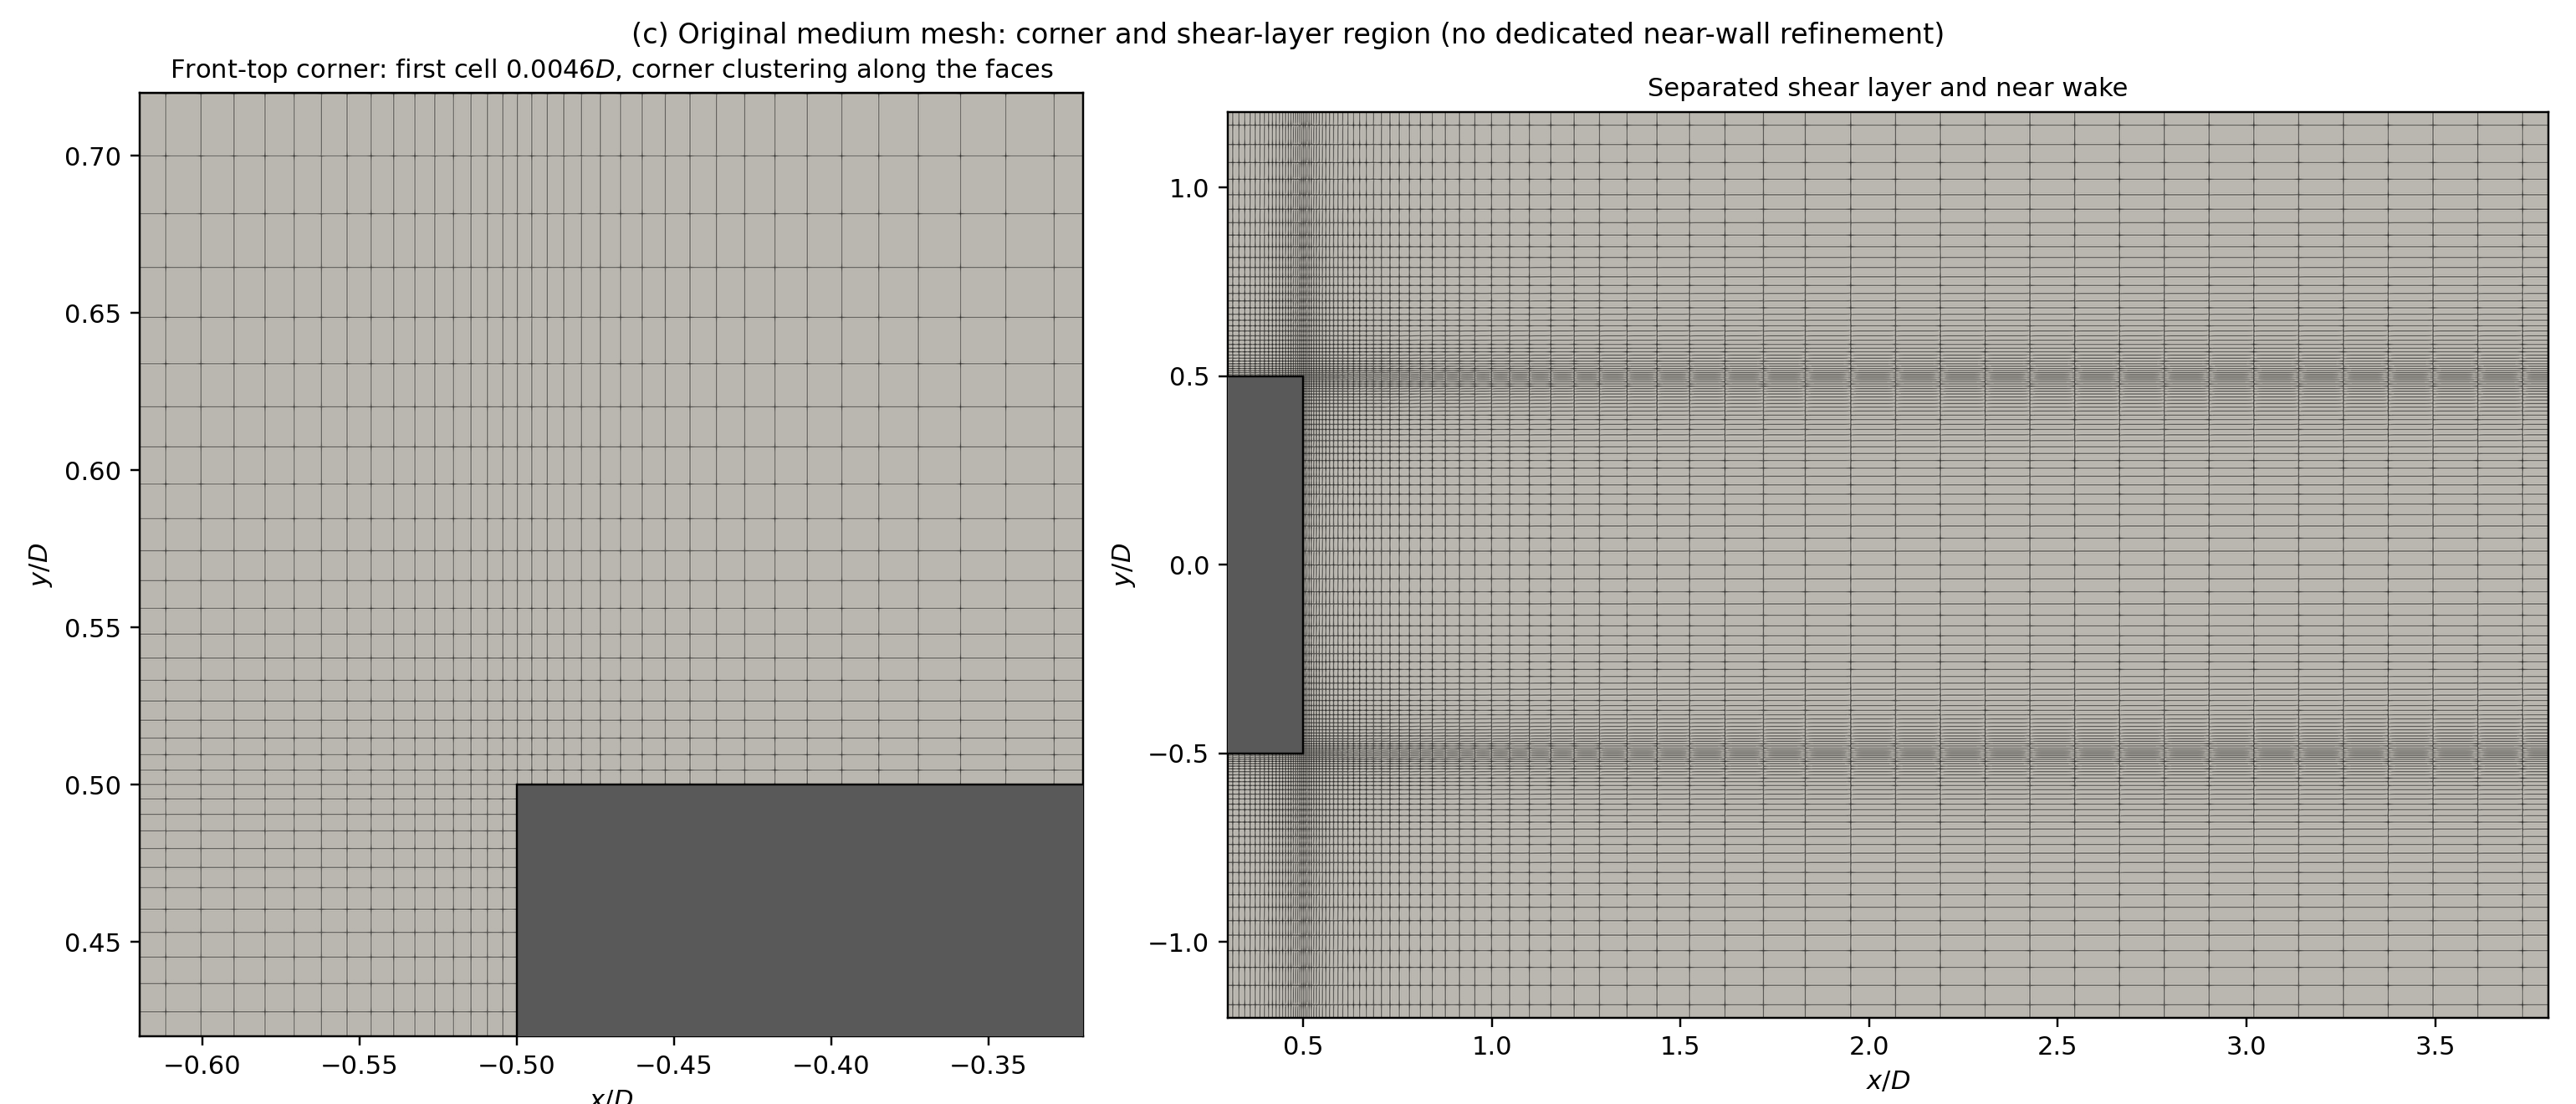 (c) Original medium mesh: corner and shear-layer region (no dedicated near-wall refinement)
Front-top corner: first cell 0.0046D, corner clustering along the faces
0.70
0.65
0.60
0.55
0.50
0.45
y/D
−0.60 −0.55 −0.50 −0.45 −0.40 −0.35
x/D
Separated shear layer and near wake
1.0
0.5
0.0
−0.5
−1.0
y/D
0.5 1.0 1.5 2.0 2.5 3.0 3.5
x/D